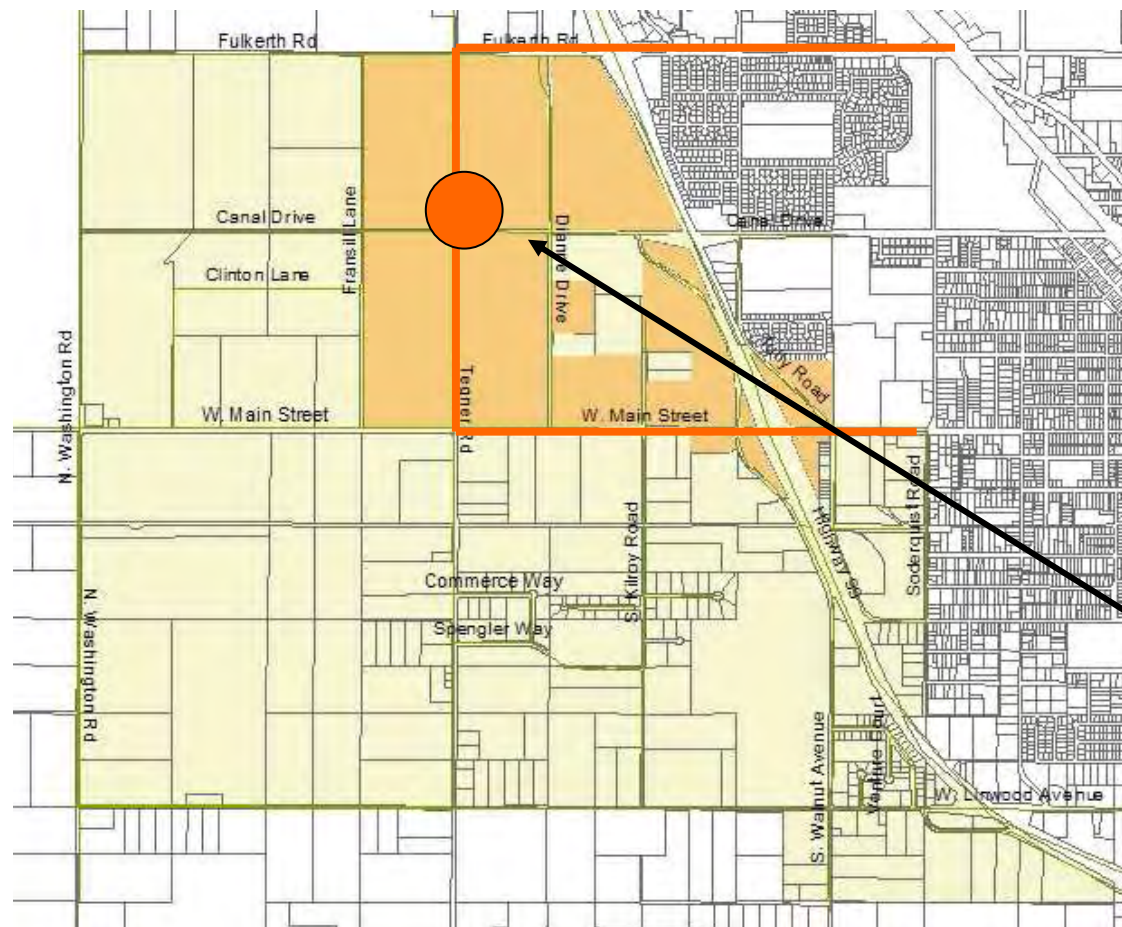 Fulkerth Rd
Fulkerth Rd
Fransil Lane
Canal Drive
Dianne Drive
Canal Drive
Clinton Lane
N. Washington Rd
Tegner Rd
W. Main Street
W. Main Street
Road
Soderquist Road
Highway 99
S. Kilroy Road
Commerce Way
Spengler Way
N. Washington Rd
S. Walnut Avenue
Venture Court
W. Linwood Avenue